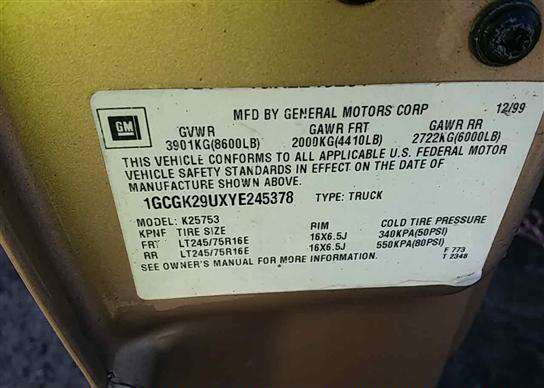 MFD BY GENERAL MOTORS CORP 12/99
GM
GVWR GAWR FRT GAWR RR
3901KG(8600LB) 2000KG(4410LB) 2722KG(6000LB)
THIS VEHICLE CONFORMS TO ALL APPLICABLE U.S. FEDERAL MOTOR
VEHICLE SAFETY STANDARDS IN EFFECT ON THE DATE OF
MANUFACTURE SHOWN ABOVE.
1GCGK29UXYE245378 TYPE: TRUCK
MODEL: K25753
KPNF TIRE SIZE RIM COLD TIRE PRESSURE
FRT LT245/75R16E 16X6.5J 340KPA(50PSI)
RR LT245/75R16E 16X6.5J 550KPA(80PSI)
SEE OWNER'S MANUAL FOR MORE INFORMATION.
F 773
T 2348